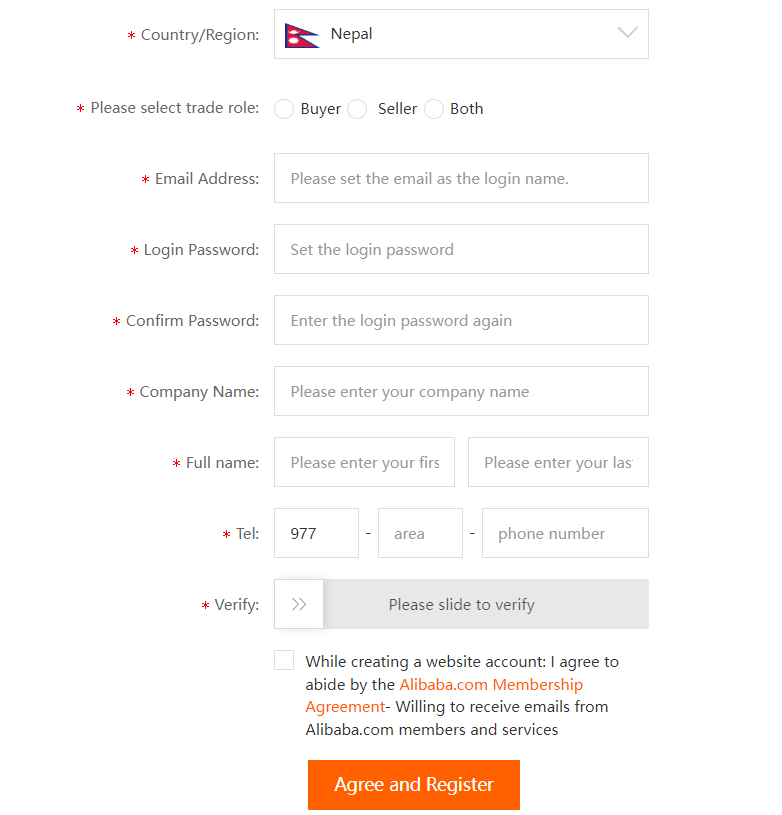 * Country/Region: Nepal
* Please select trade role: Buyer Seller Both
* Email Address: Please set the email as the login name.
* Login Password: Set the login password
* Confirm Password: Enter the login password again
* Company Name: Please enter your company name
* Full name: Please enter your firs Please enter your las
* Tel: 977 - area - phone number
* Verify: >> Please slide to verify
While creating a website account: I agree to
abide by the Alibaba.com Membership
Agreement- Willing to receive emails from
Alibaba.com members and services
Agree and Register